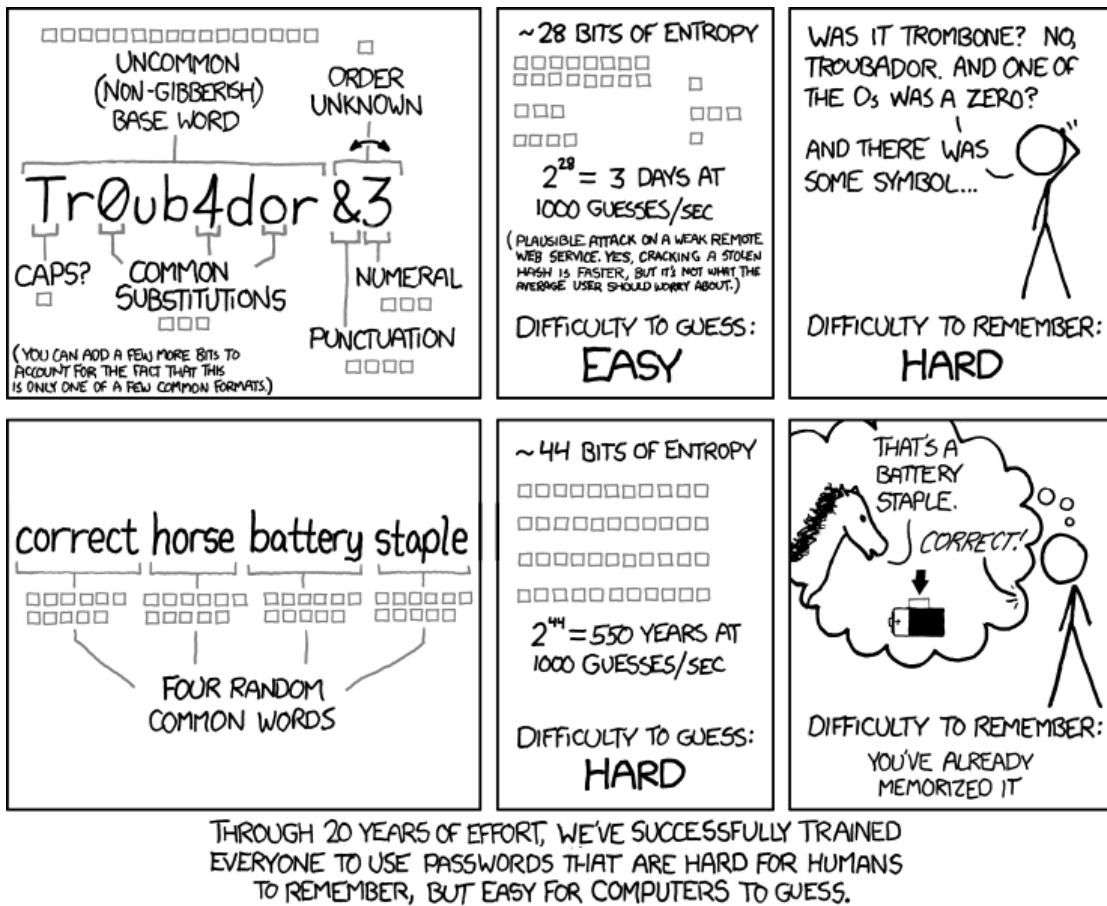 UNCOMMON
(NON-GIBBERISH)
BASE WORD
ORDER
UNKNOWN
Tr0ub4dor &3
CAPS?
COMMON
SUBSTITUTIONS
NUMERAL
PUNCTUATION
(YOU CAN ADD A FEW MORE BITS TO
ACCOUNT FOR THE FACT THAT THIS
IS ONLY ONE OF A FEW COMMON FORMATS.)
~28 BITS OF ENTROPY
2^28 = 3 DAYS AT
1000 GUESSES/SEC
(PLAUSIBLE ATTACK ON A WEAK REMOTE
WEB SERVICE. YES, CRACKING A STOLEN
HASH IS FASTER, BUT IT'S NOT WHAT THE
AVERAGE USER SHOULD WORRY ABOUT.)
DIFFICULTY TO GUESS:
EASY
WAS IT TROMBONE? NO,
TROUBADOR. AND ONE OF
THE Os WAS A ZERO?
AND THERE WAS
SOME SYMBOL...
DIFFICULTY TO REMEMBER:
HARD
correct horse battery staple
FOUR RANDOM
COMMON WORDS
~44 BITS OF ENTROPY
2^44 = 550 YEARS AT
1000 GUESSES/SEC
DIFFICULTY TO GUESS:
HARD
THAT'S A
BATTERY
STAPLE.
CORRECT!
DIFFICULTY TO REMEMBER:
YOU'VE ALREADY
MEMORIZED IT
THROUGH 20 YEARS OF EFFORT, WE'VE SUCCESSFULLY TRAINED
EVERYONE TO USE PASSWORDS THAT ARE HARD FOR HUMANS
TO REMEMBER, BUT EASY FOR COMPUTERS TO GUESS.